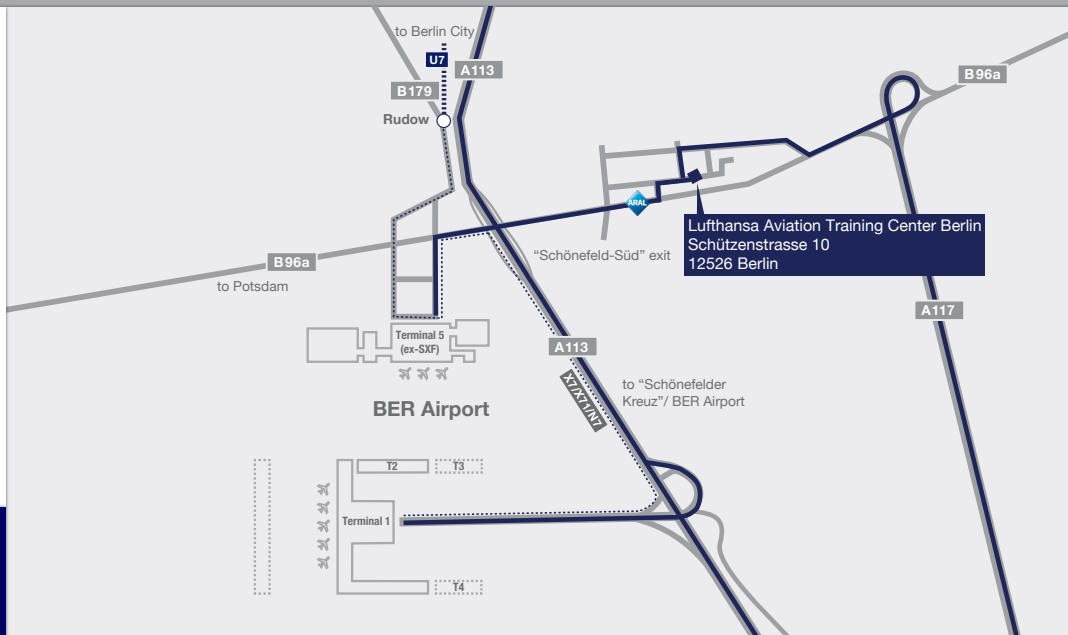 to Berlin City
U7
A113
B179
B96a
Rudow
ARAL
Lufthansa Aviation Training Center Berlin
Schützenstrasse 10
12526 Berlin
“Schönefeld-Süd” exit
B96a
to Potsdam
A117
Terminal 5
(ex-SXF)
A113
X7/X71/N7
to “Schönefelder
Kreuz”/ BER Airport
BER Airport
T2
T3
Terminal 1
T4